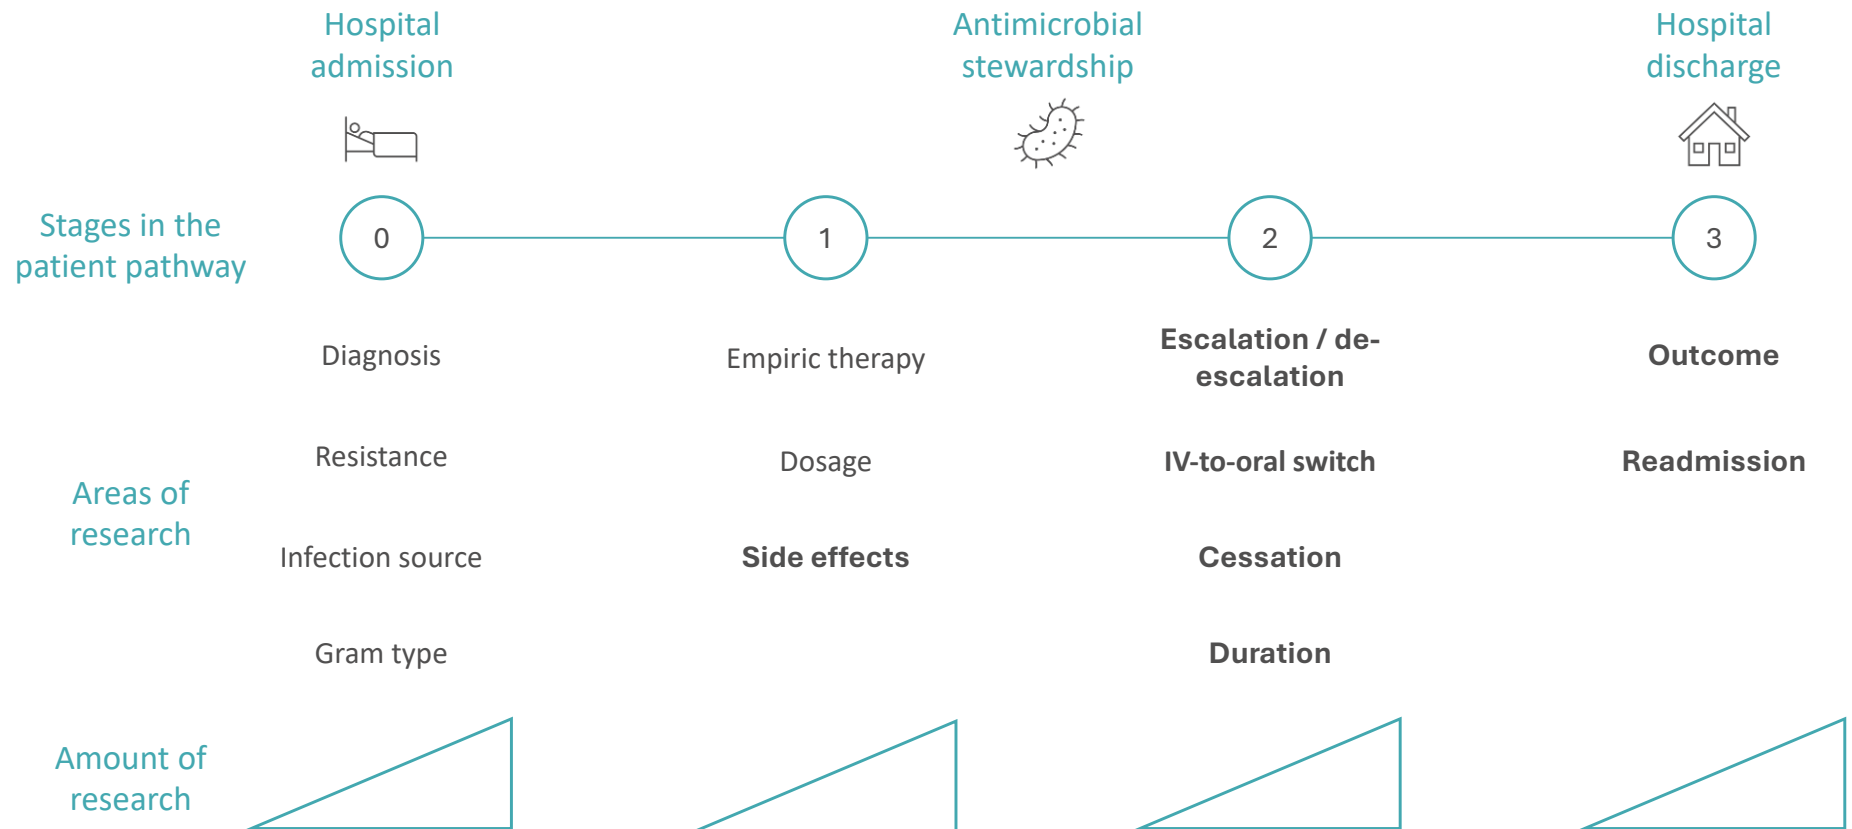 Hospital
admission
Antimicrobial
stewardship
Hospital
discharge
Stages in the
patient pathway
0
1
2
3
Diagnosis
Empiric therapy
Escalation / de-
escalation
Outcome
Areas of
research
Resistance
Dosage
IV-to-oral switch
Readmission
Infection source
Side effects
Cessation
Gram type
Duration
Amount of
research